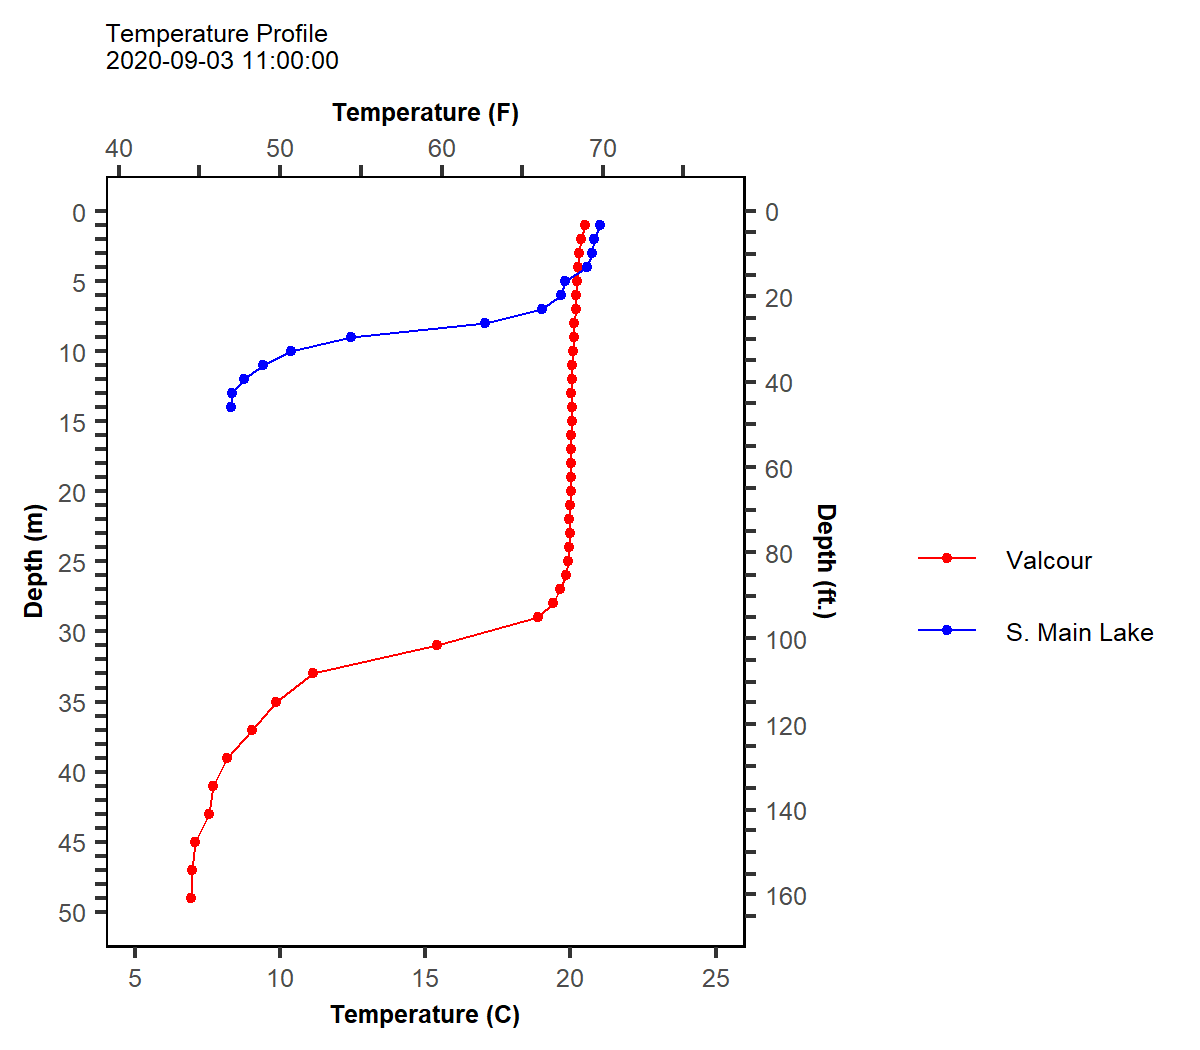 Temperature Profile
2020-09-03 11:00:00
Temperature (F)
40 50 60 70
0 5 10 15 20 25 30 35 40 45 50
Depth (m)
0 20 40 60 80 100 120 140 160
Depth (ft.)
Valcour
S. Main Lake
5 10 15 20 25
Temperature (C)